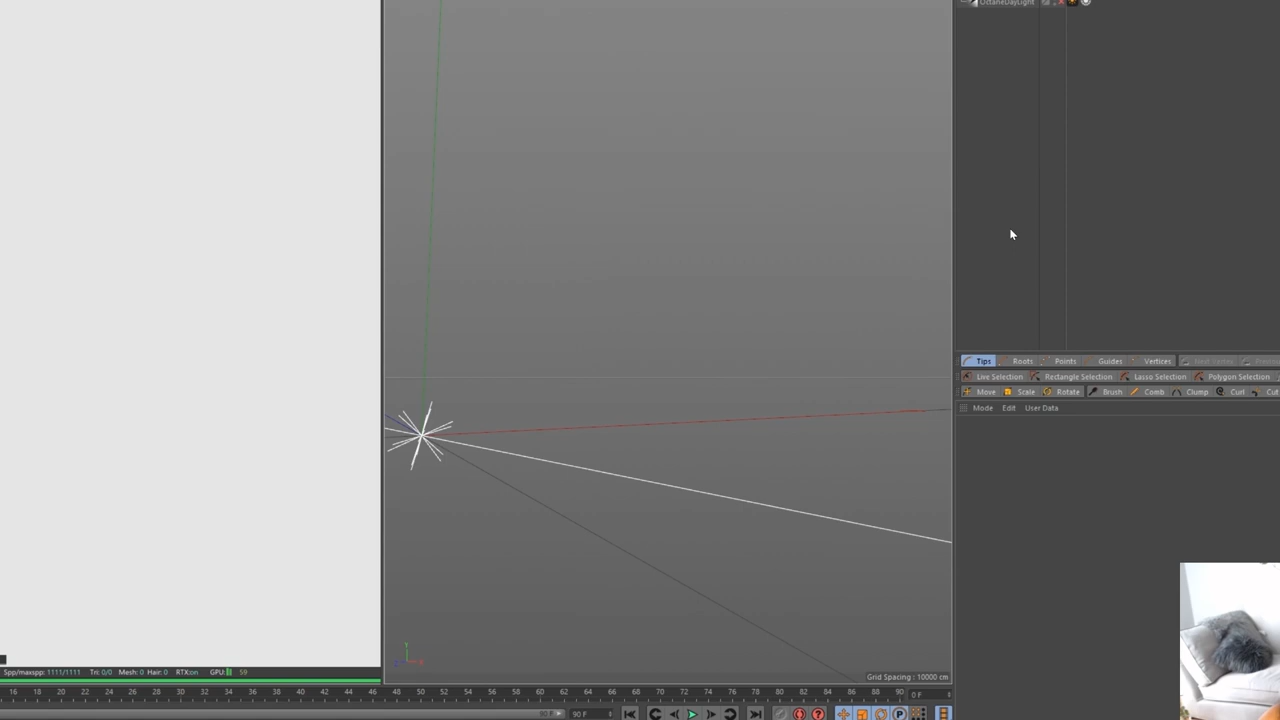 OctaneDayLight
Tips Roots Points Guides Vertices
Live Selection Rectangle Selection Lasso Selection Polygon Selection
Move Scale Rotate Brush Comb Clump Curl Cut
Mode Edit User Data
Y
X
Grid Spacing : 10000 cm
Spp/maxspp: 1111/1111 Tri: 0/0 Mesh: 0 Hair: 0 RTX:on GPU: 59
16 18 20 22 24 26 28 30 32 34 36 38 40 42 44 46 48 50 52 54 56 58 60 62 64 66 68 70 72 74 76 78 80 82 84 86 88 90 0 F
90 F 90 F